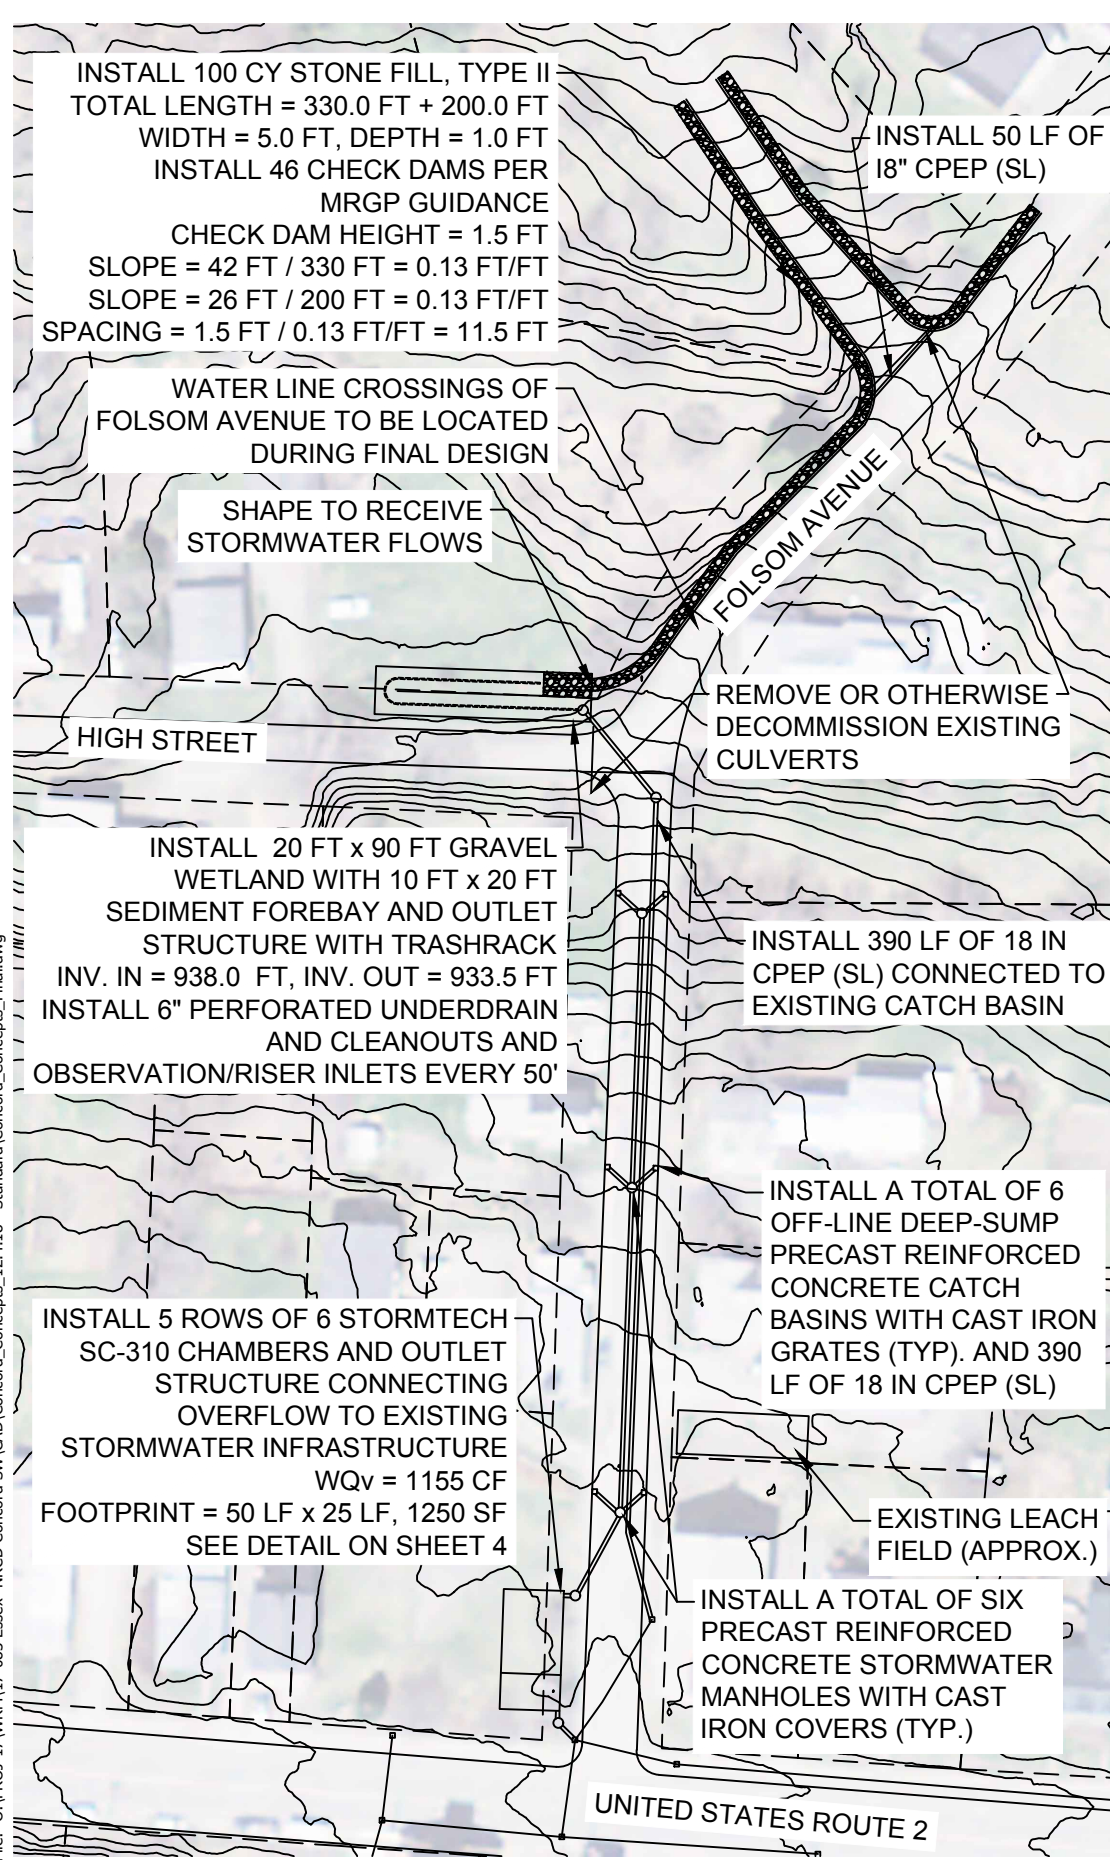 INSTALL 100 CY STONE FILL, TYPE II
TOTAL LENGTH = 330.0 FT + 200.0 FT
WIDTH = 5.0 FT, DEPTH = 1.0 FT
INSTALL 46 CHECK DAMS PER
MRGP GUIDANCE
CHECK DAM HEIGHT = 1.5 FT
SLOPE = 42 FT / 330 FT = 0.13 FT/FT
SLOPE = 26 FT / 200 FT = 0.13 FT/FT
SPACING = 1.5 FT / 0.13 FT/FT = 11.5 FT
INSTALL 50 LF OF
I8" CPEP (SL)
WATER LINE CROSSINGS OF
FOLSOM AVENUE TO BE LOCATED
DURING FINAL DESIGN
SHAPE TO RECEIVE
STORMWATER FLOWS
FOLSOM AVENUE
REMOVE OR OTHERWISE
DECOMMISSION EXISTING
CULVERTS
HIGH STREET
INSTALL 20 FT x 90 FT GRAVEL
WETLAND WITH 10 FT x 20 FT
SEDIMENT FOREBAY AND OUTLET
STRUCTURE WITH TRASHRACK
INV. IN = 938.0 FT, INV. OUT = 933.5 FT
INSTALL 6" PERFORATED UNDERDRAIN
AND CLEANOUTS AND
OBSERVATION/RISER INLETS EVERY 50'
INSTALL 390 LF OF 18 IN
CPEP (SL) CONNECTED TO
EXISTING CATCH BASIN
INSTALL A TOTAL OF 6
OFF-LINE DEEP-SUMP
PRECAST REINFORCED
CONCRETE CATCH
BASINS WITH CAST IRON
GRATES (TYP). AND 390
LF OF 18 IN CPEP (SL)
INSTALL 5 ROWS OF 6 STORMTECH
SC-310 CHAMBERS AND OUTLET
STRUCTURE CONNECTING
OVERFLOW TO EXISTING
STORMWATER INFRASTRUCTURE
WQv = 1155 CF
FOOTPRINT = 50 LF x 25 LF, 1250 SF
SEE DETAIL ON SHEET 4
EXISTING LEACH
FIELD (APPROX.)
INSTALL A TOTAL OF SIX
PRECAST REINFORCED
CONCRETE STORMWATER
MANHOLES WITH CAST
IRON COVERS (TYP.)
UNITED STATES ROUTE 2